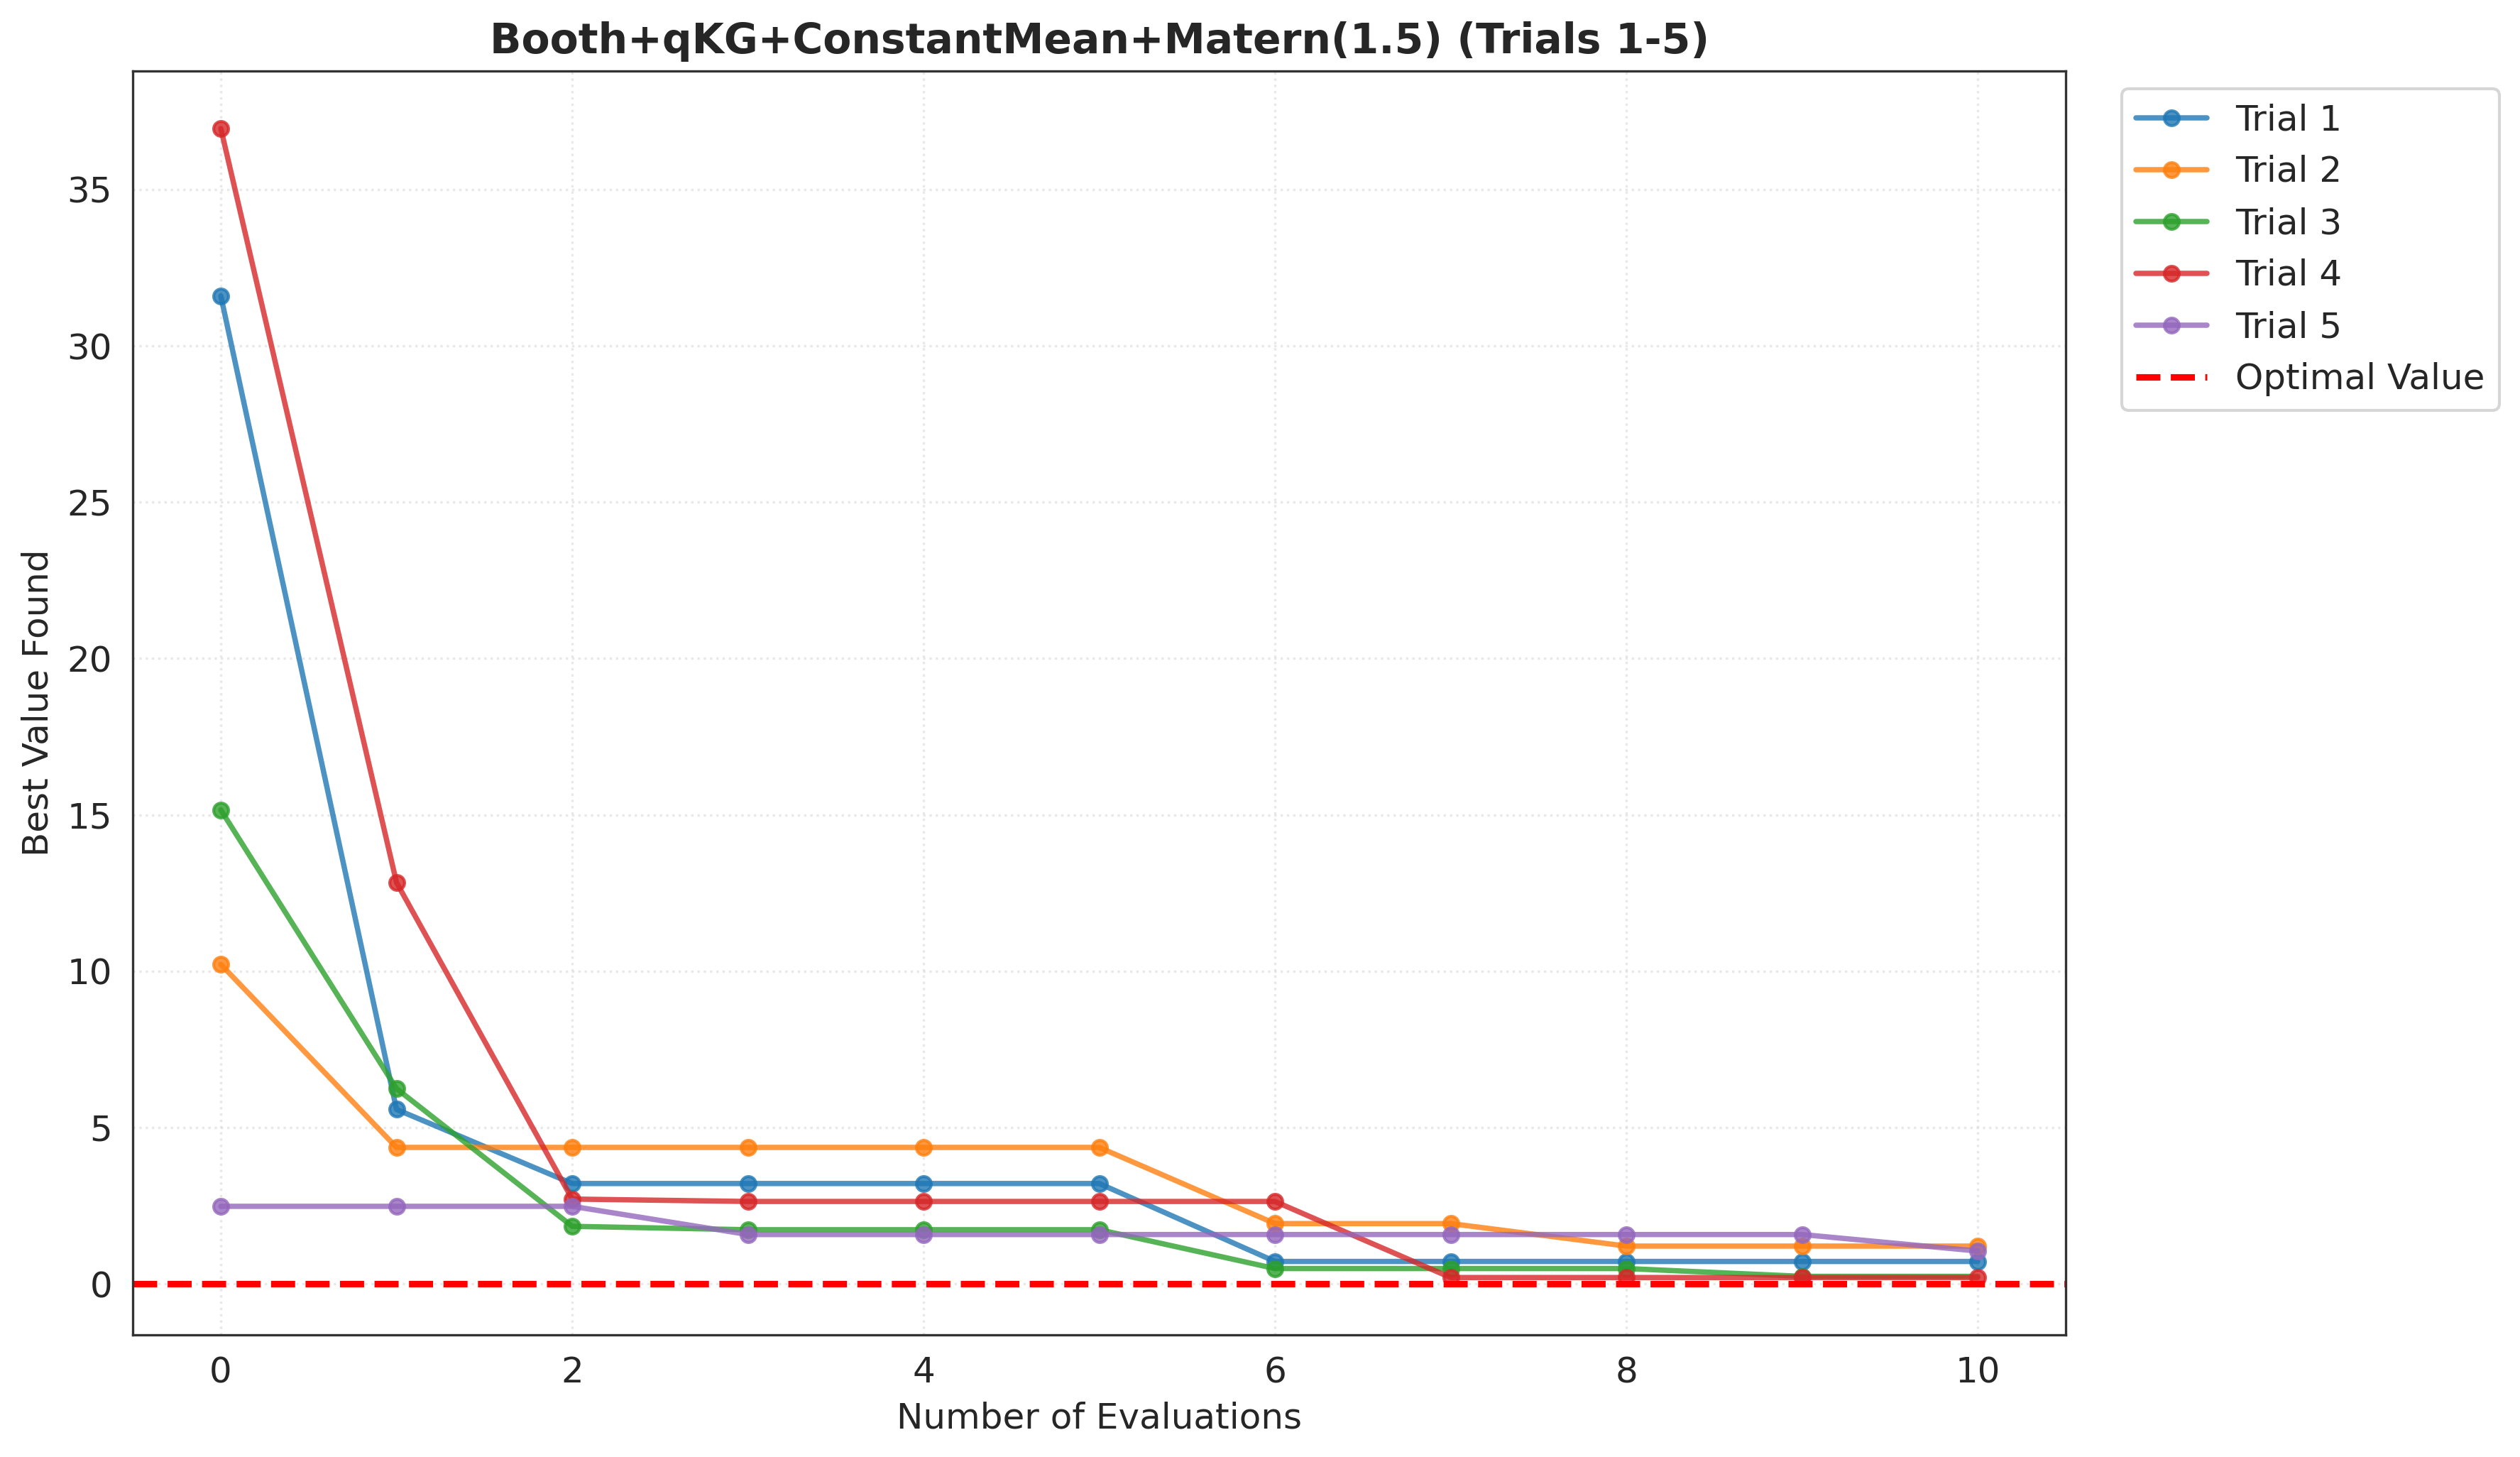 Booth+qKG+ConstantMean+Matern(1.5) (Trials 1-5)
Best Value Found
35
30
25
20
15
10
5
0
0 2 4 6 8 10
Number of Evaluations
Trial 1
Trial 2
Trial 3
Trial 4
Trial 5
Optimal Value